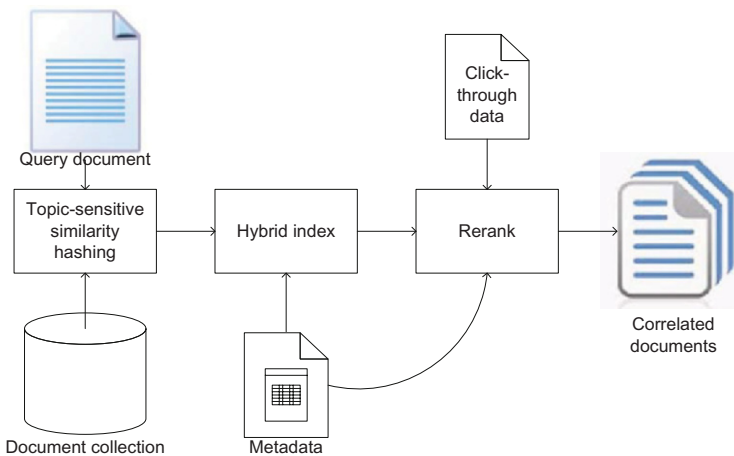 Query document
Topic-sensitive
similarity
hashing
Document collection
Hybrid index
Metadata
Click-
through
data
Rerank
Correlated
documents